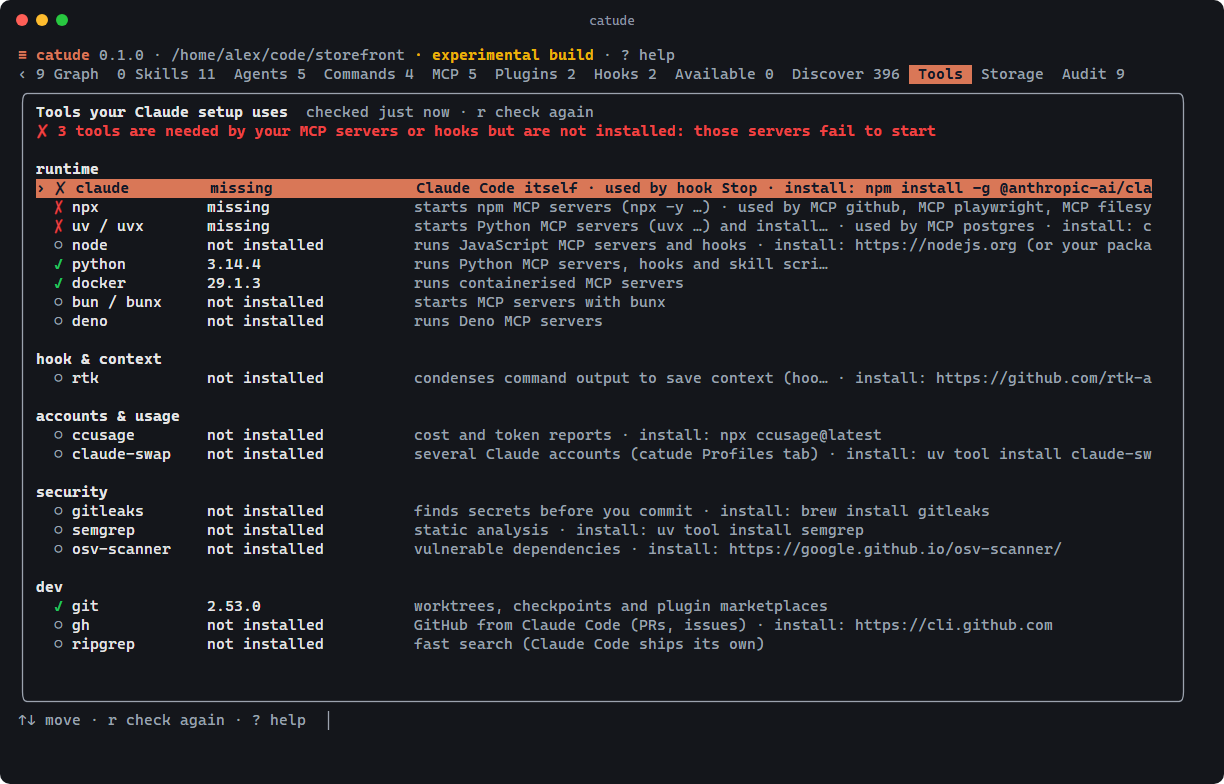 catude
≡ catude 0.1.0 · /home/alex/code/storefront · experimental build · ? help
‹ 9 Graph 0 Skills 11 Agents 5 Commands 4 MCP 5 Plugins 2 Hooks 2 Available 0 Discover 396 Tools Storage Audit 9
Tools your Claude setup uses checked just now · r check again
✗ 3 tools are needed by your MCP servers or hooks but are not installed: those servers fail to start
runtime
› ✗ claude missing Claude Code itself · used by hook Stop · install: npm install -g @anthropic-ai/cla
✗ npx missing starts npm MCP servers (npx -y …) · used by MCP github, MCP playwright, MCP filesy
✗ uv / uvx missing starts Python MCP servers (uvx …) and install… · used by MCP postgres · install: c
○ node not installed runs JavaScript MCP servers and hooks · install: https://nodejs.org (or your packa
✓ python 3.14.4 runs Python MCP servers, hooks and skill scri…
✓ docker 29.1.3 runs containerised MCP servers
○ bun / bunx not installed starts MCP servers with bunx
○ deno not installed runs Deno MCP servers
hook & context
○ rtk not installed condenses command output to save context (hoo… · install: https://github.com/rtk-a
accounts & usage
○ ccusage not installed cost and token reports · install: npx ccusage@latest
○ claude-swap not installed several Claude accounts (catude Profiles tab) · install: uv tool install claude-sw
security
○ gitleaks not installed finds secrets before you commit · install: brew install gitleaks
○ semgrep not installed static analysis · install: uv tool install semgrep
○ osv-scanner not installed vulnerable dependencies · install: https://google.github.io/osv-scanner/
dev
✓ git 2.53.0 worktrees, checkpoints and plugin marketplaces
○ gh not installed GitHub from Claude Code (PRs, issues) · install: https://cli.github.com
○ ripgrep not installed fast search (Claude Code ships its own)
↑↓ move · r check again · ? help